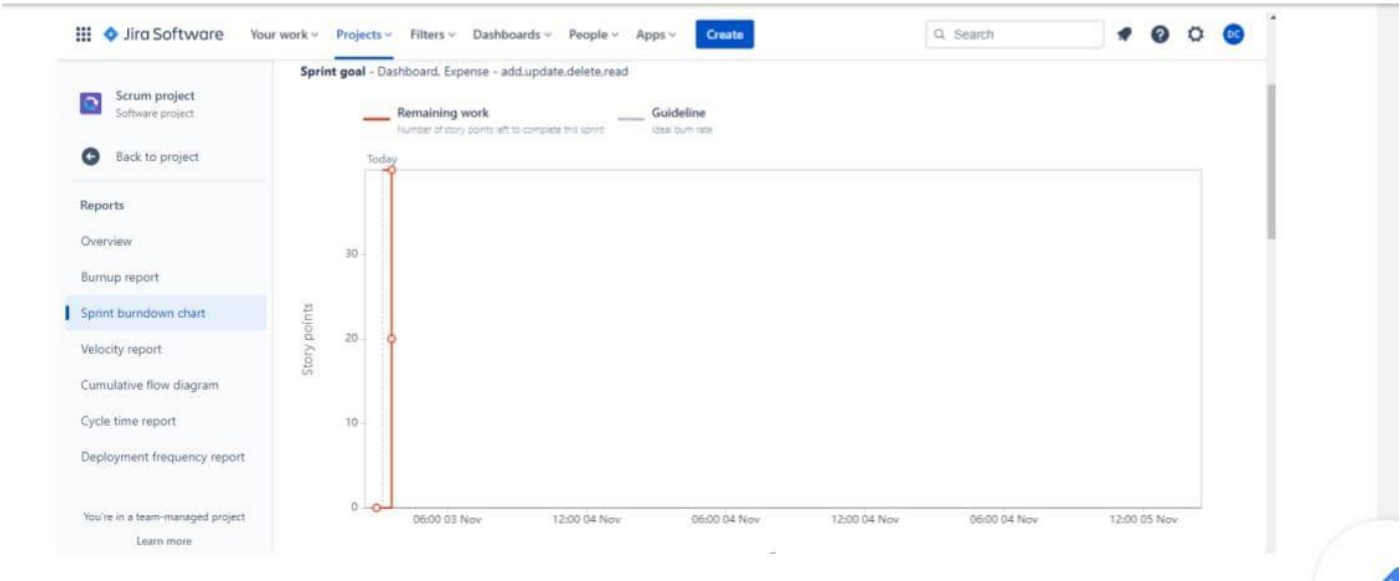 Jira Software Your work Projects Filters Dashboards People Apps Create Search DC
Sprint goal - Dashboard. Expense - add.update.delete.read
Scrum project
Software project
Back to project
Reports
Overview
Burnup report
Sprint burndown chart
Velocity report
Cumulative flow diagram
Cycle time report
Deployment frequency report
You're in a team-managed project
Learn more
Remaining work
Number of story points left to complete this sprint
Guideline
Ideal burn rate
Today
Story points
30
20
10
0
06:00 03 Nov 12:00 04 Nov 06:00 04 Nov 12:00 04 Nov 06:00 04 Nov 12:00 05 Nov